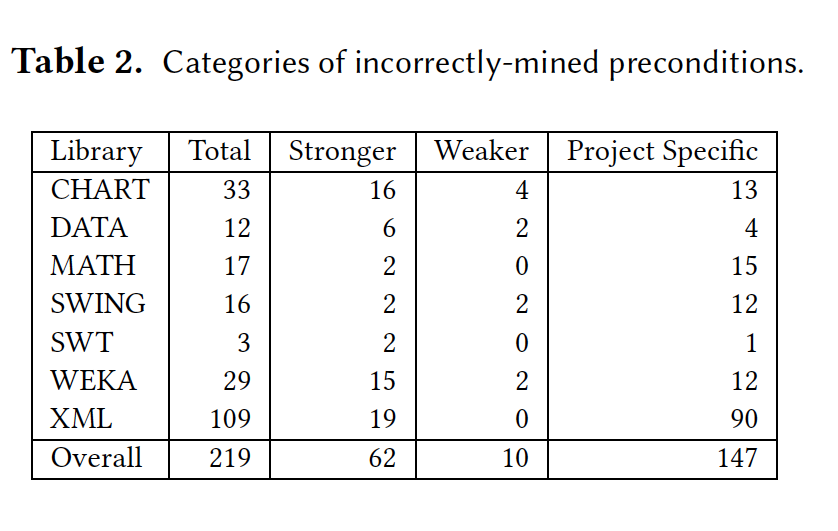 Table 2. Categories of incorrectly-mined preconditions.
Library Total Stronger Weaker Project Specific
CHART 33 16 4 13
DATA 12 6 2 4
MATH 17 2 0 15
SWING 16 2 2 12
SWT 3 2 0 1
WEKA 29 15 2 12
XML 109 19 0 90
Overall 219 62 10 147